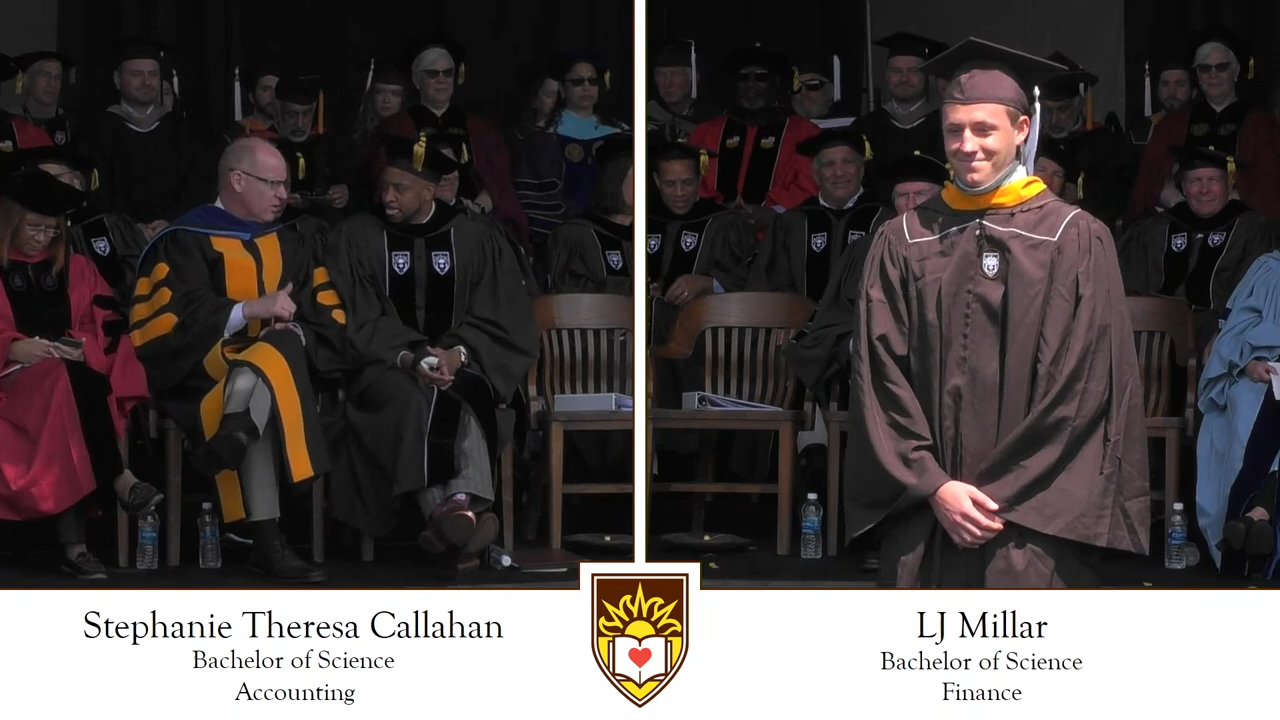 Stephanie Theresa Callahan
Bachelor of Science
Accounting
LJ Millar
Bachelor of Science
Finance